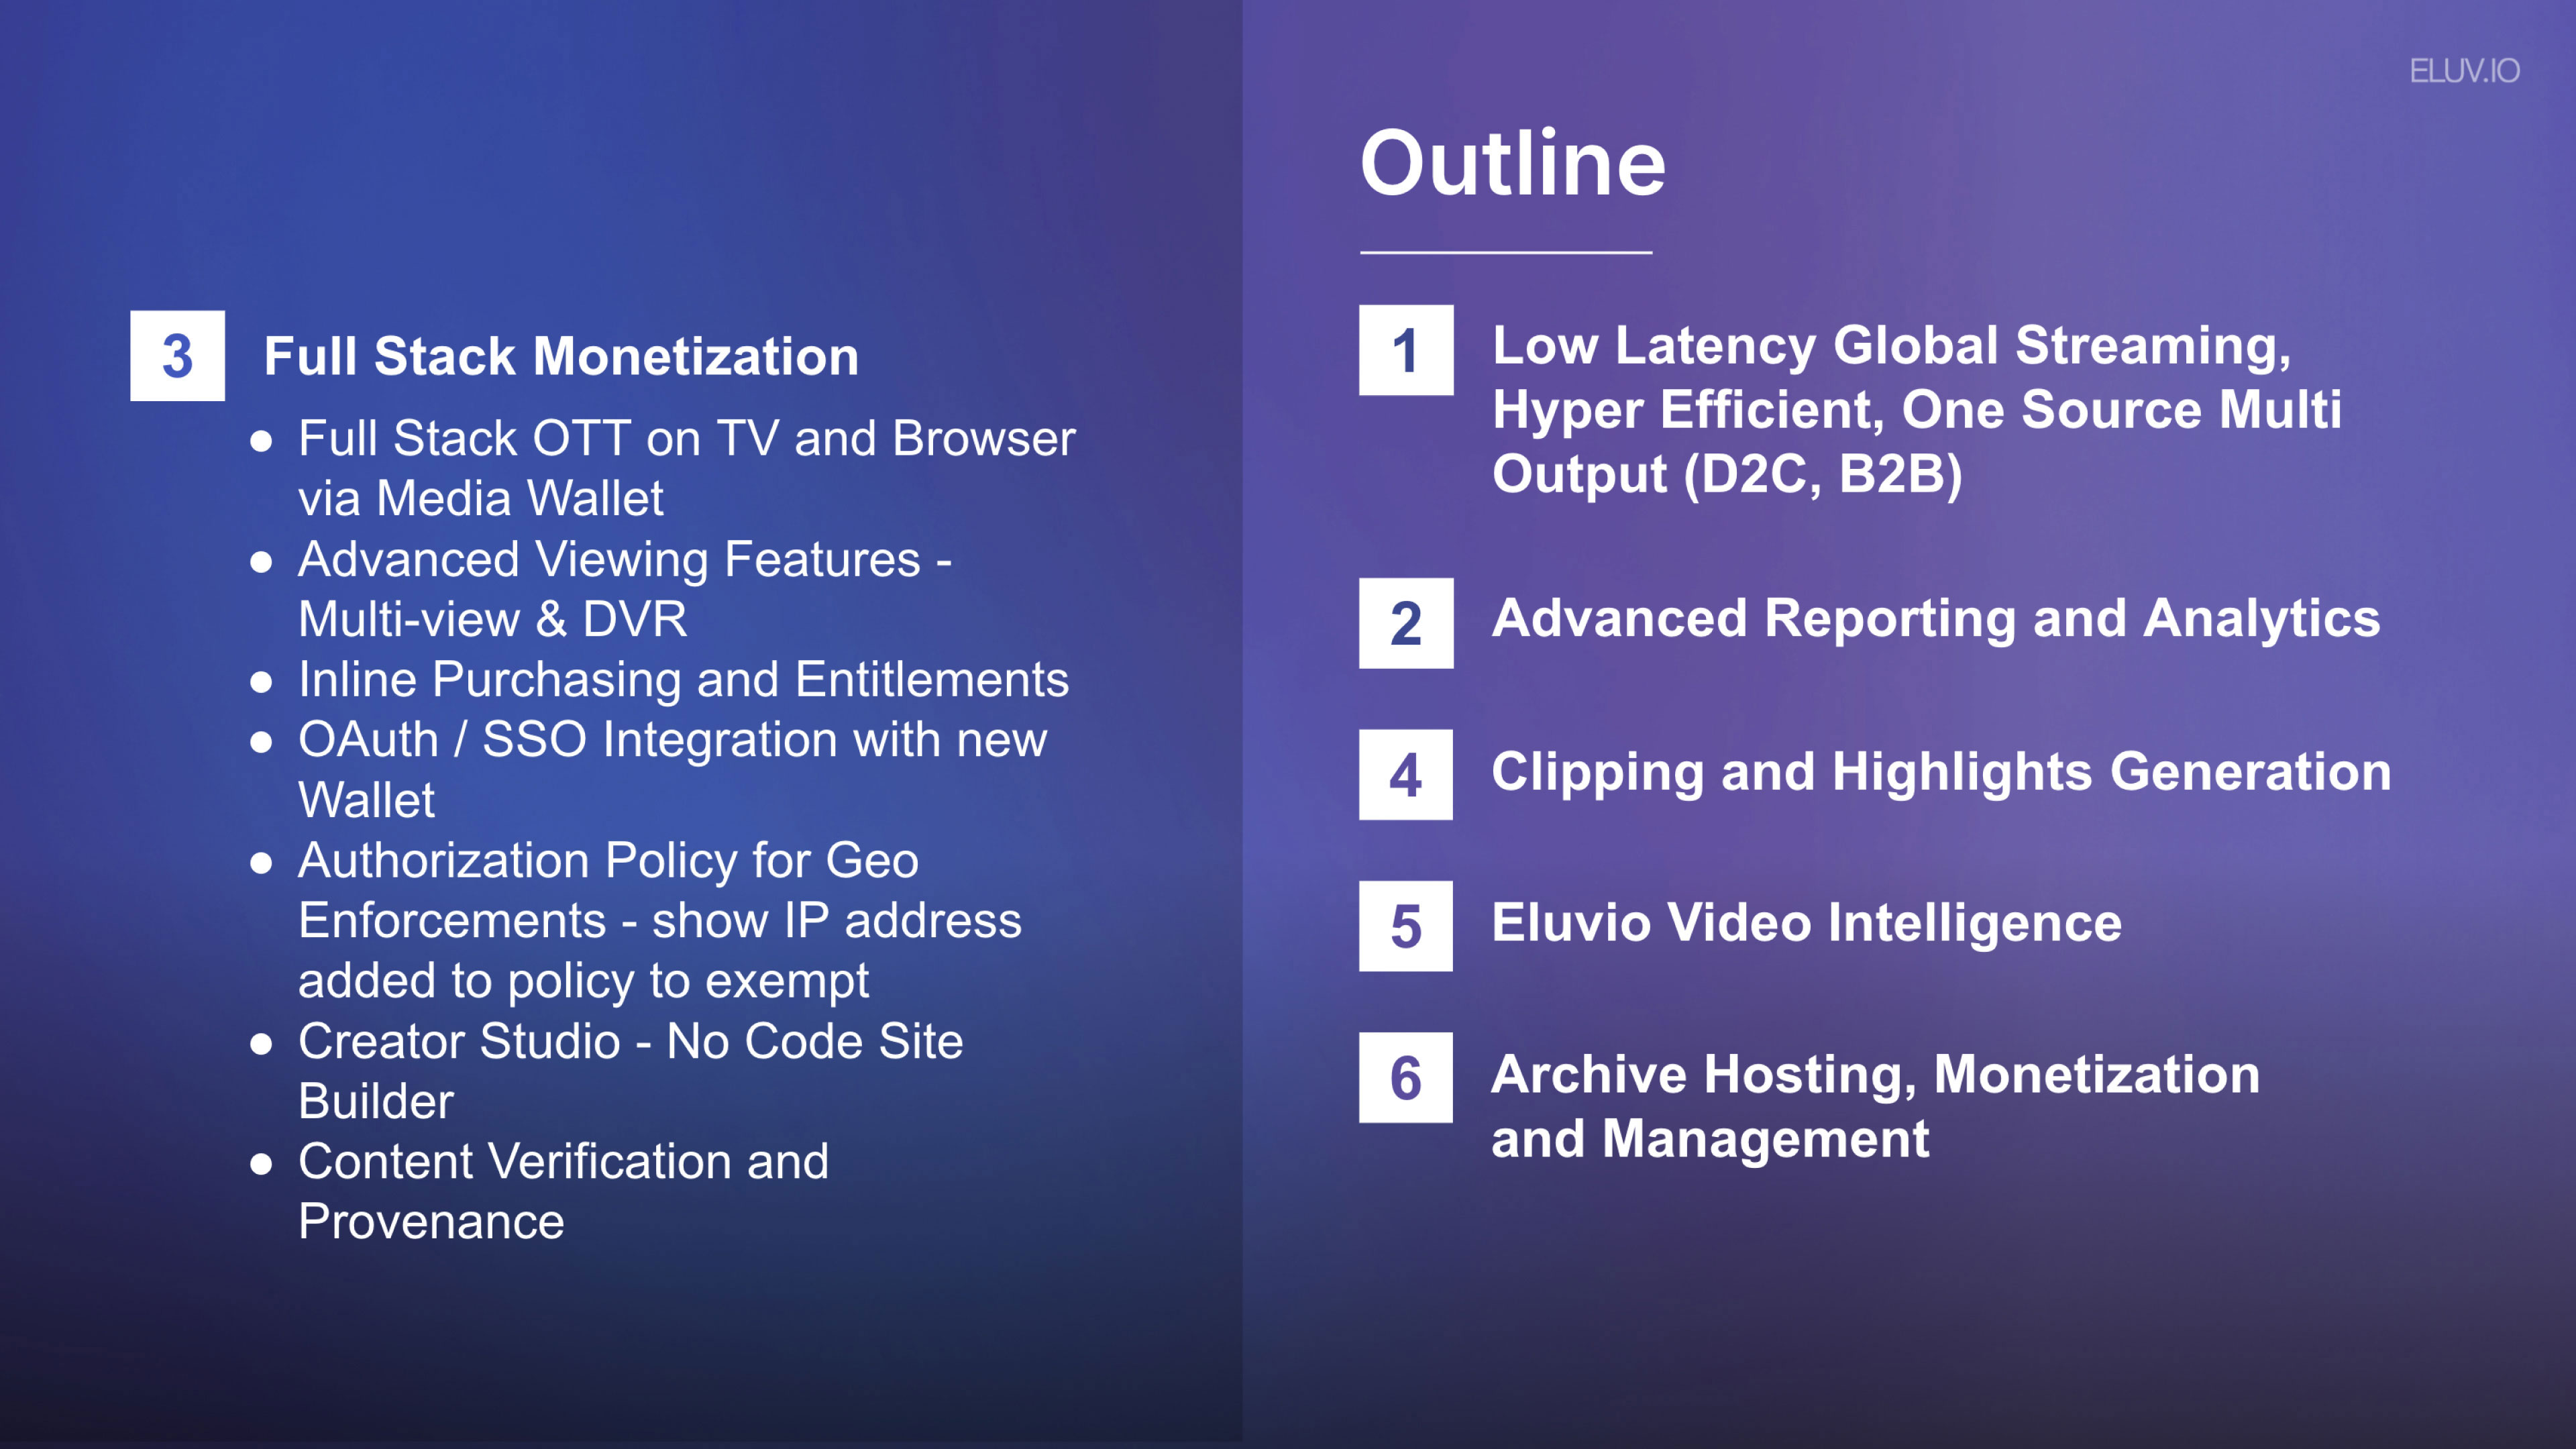 3 Full Stack Monetization
● Full Stack OTT on TV and Browser
via Media Wallet
● Advanced Viewing Features -
Multi-view & DVR
● Inline Purchasing and Entitlements
● OAuth / SSO Integration with new
Wallet
● Authorization Policy for Geo
Enforcements - show IP address
added to policy to exempt
● Creator Studio - No Code Site
Builder
● Content Verification and
Provenance
ELUV.IO
Outline
1 Low Latency Global Streaming,
Hyper Efficient, One Source Multi
Output (D2C, B2B)
2 Advanced Reporting and Analytics
4 Clipping and Highlights Generation
5 Eluvio Video Intelligence
6 Archive Hosting, Monetization
and Management